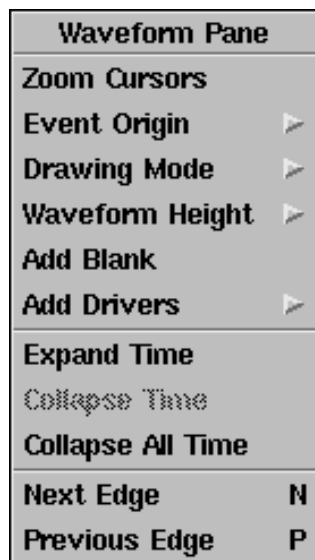 Waveform Pane
Zoom Cursors
Event Origin
Drawing Mode
Waveform Height
Add Blank
Add Drivers
Expand Time
Collapse Time
Collapse All Time
Next Edge N
Previous Edge P